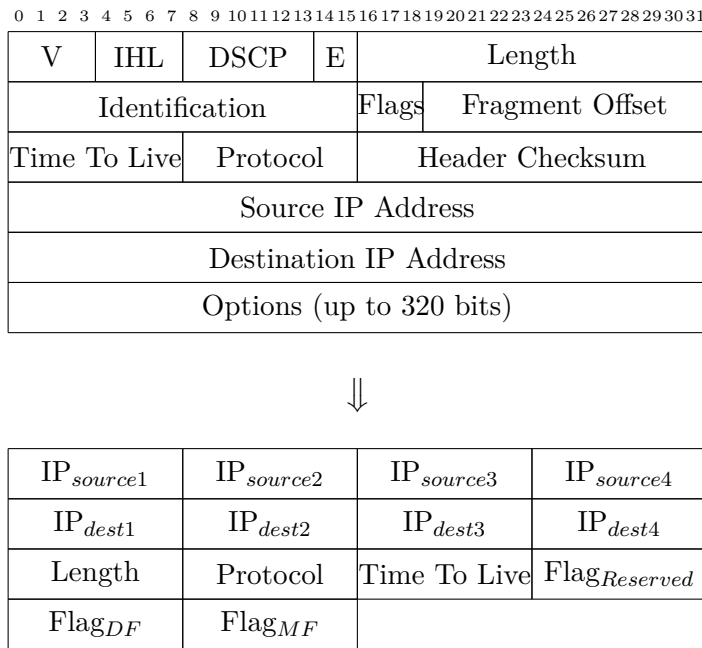 0 1 2 3 4 5 6 7 8 9 10 11 12 13 14 15 16 17 18 19 20 21 22 23 24 25 26 27 28 29 30 31
V IHL DSCP E Length
Identification Flags Fragment Offset
Time To Live Protocol Header Checksum
Source IP Address
Destination IP Address
Options (up to 320 bits)
⇓
IP_source1 IP_source2 IP_source3 IP_source4
IP_dest1 IP_dest2 IP_dest3 IP_dest4
Length Protocol Time To Live Flag_Reserved
Flag_DF Flag_MF